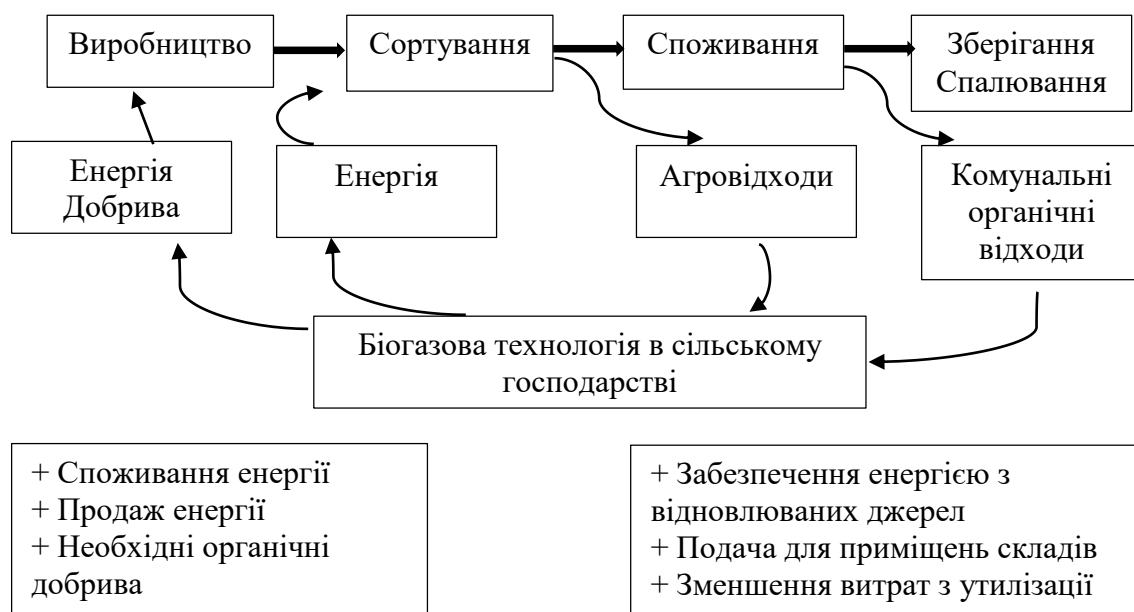 Виробництво
Сортування
Споживання
Зберігання
Спалювання
Енергія
Добрива
Енергія
Агровідходи
Комунальні
органічні
відходи
Біогазова технологія в сільському
господарстві
+ Споживання енергії
+ Продаж енергії
+ Необхідні органічні
добрива
+ Забезпечення енергією з
відновлюваних джерел
+ Подача для приміщень складів
+ Зменшення витрат з утилізації